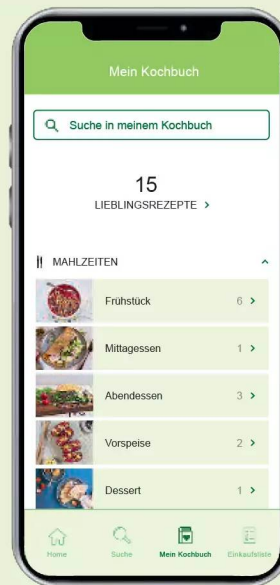 Mein Kochbuch
Suche in meinem Kochbuch
15
LIEBLINGSREZEPTE >
MAHLZEITEN
Frühstück 6 >
Mittagessen 1 >
Abendessen 3 >
Vorspeise 2 >
Dessert 1 >
Home Suche Mein Kochbuch Einkaufsliste